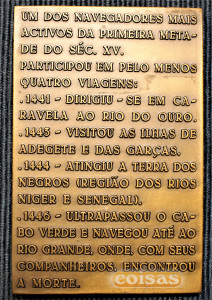 UM DOS NAVEGADORES MAIS
ACTIVOS DA PRIMEIRA META-
DE DO SÉC. XV.
PARTICIPOU EM PELO MENOS
QUATRO VIAGENS:
.1441 - DIRIGIU-SE EM CA-
RAVELA AO RIO DO OURO.
.1443 - VISITOU AS ILHAS DE
ADEGETE E DAS GARÇAS.
.1444 - ATINGIU A TERRA DOS
NEGROS (REGIÃO DOS RIOS
NIGER E SENEGAL).
.1446 - ULTRAPASSOU O CA-
BO VERDE E NAVEGOU ATÉ AO
RIO GRANDE, ONDE, COM SEUS
COMPANHEIROS, ENCONTROU
A MORTE.
coisas